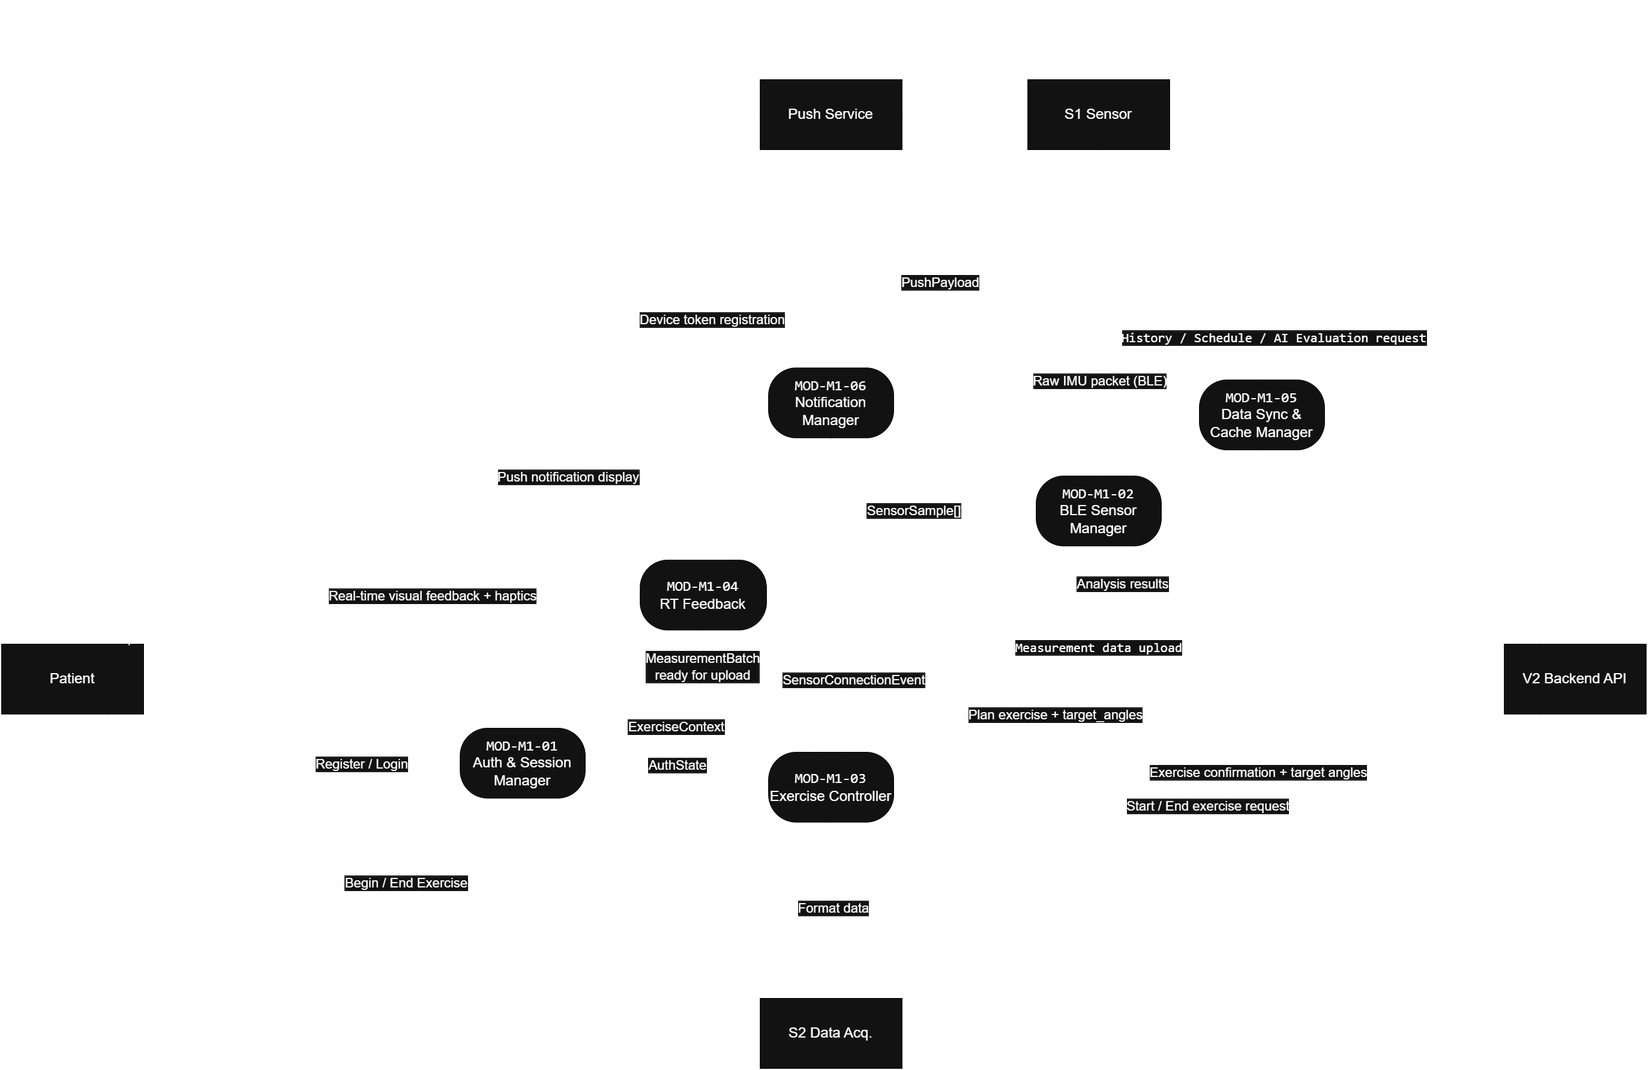 Push Service
S1 Sensor
PushPayload
Device token registration
History / Schedule / AI Evaluation request
Raw IMU packet (BLE)
MOD-M1-06
Notification
Manager
MOD-M1-05
Data Sync &
Cache Manager
Push notification display
SensorSample[]
MOD-M1-02
BLE Sensor
Manager
Analysis results
MOD-M1-04
RT Feedback
Real-time visual feedback + haptics
Measurement data upload
MeasurementBatch
ready for upload
Patient
SensorConnectionEvent
V2 Backend API
Plan exercise + target_angles
ExerciseContext
MOD-M1-01
Auth & Session
Manager
Register / Login
AuthState
MOD-M1-03
Exercise Controller
Exercise confirmation + target angles
Start / End exercise request
Begin / End Exercise
Format data
S2 Data Acq.